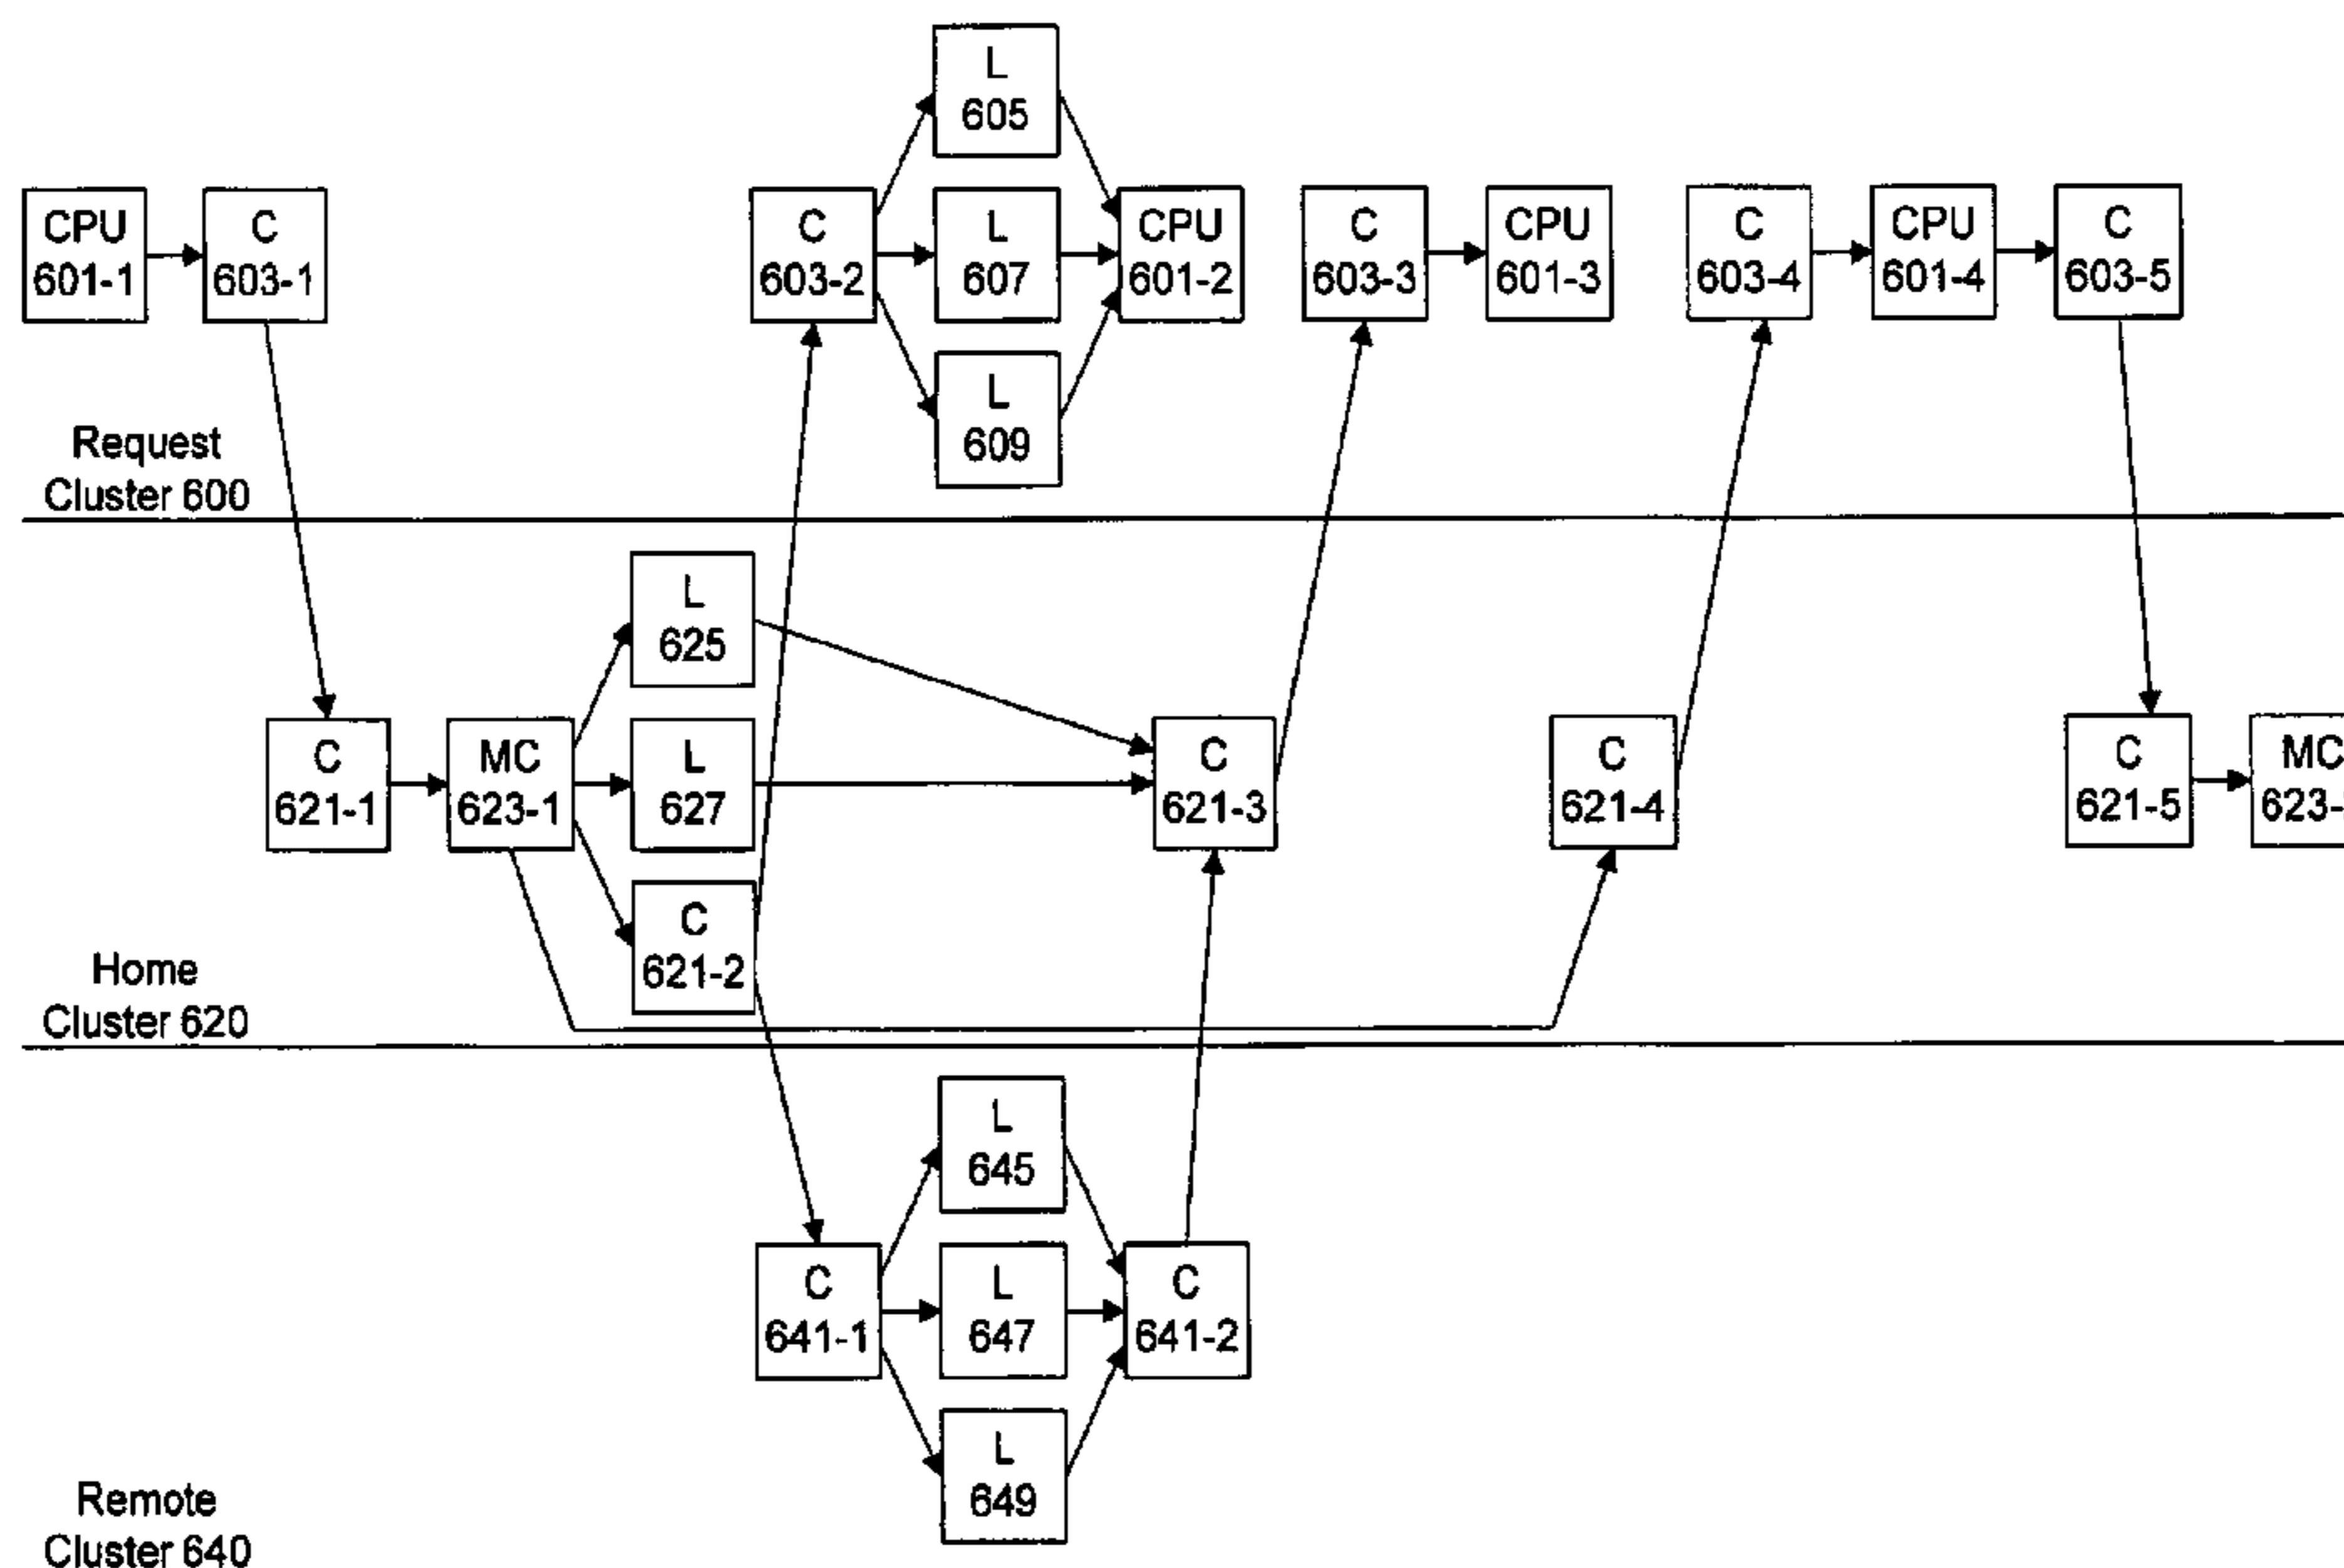 L
605
CPU
601-1
C
603-1
C
603-2
L
607
CPU
601-2
C
603-3
CPU
601-3
C
603-4
CPU
601-4
C
603-5
L
609
Request
Cluster 600
L
625
C
621-1
MC
623-1
L
627
C
621-3
C
621-4
C
621-5
MC
C
621-2
Home
Cluster 620
L
645
C
641-1
L
647
C
641-2
L
649
Remote
Cluster 640